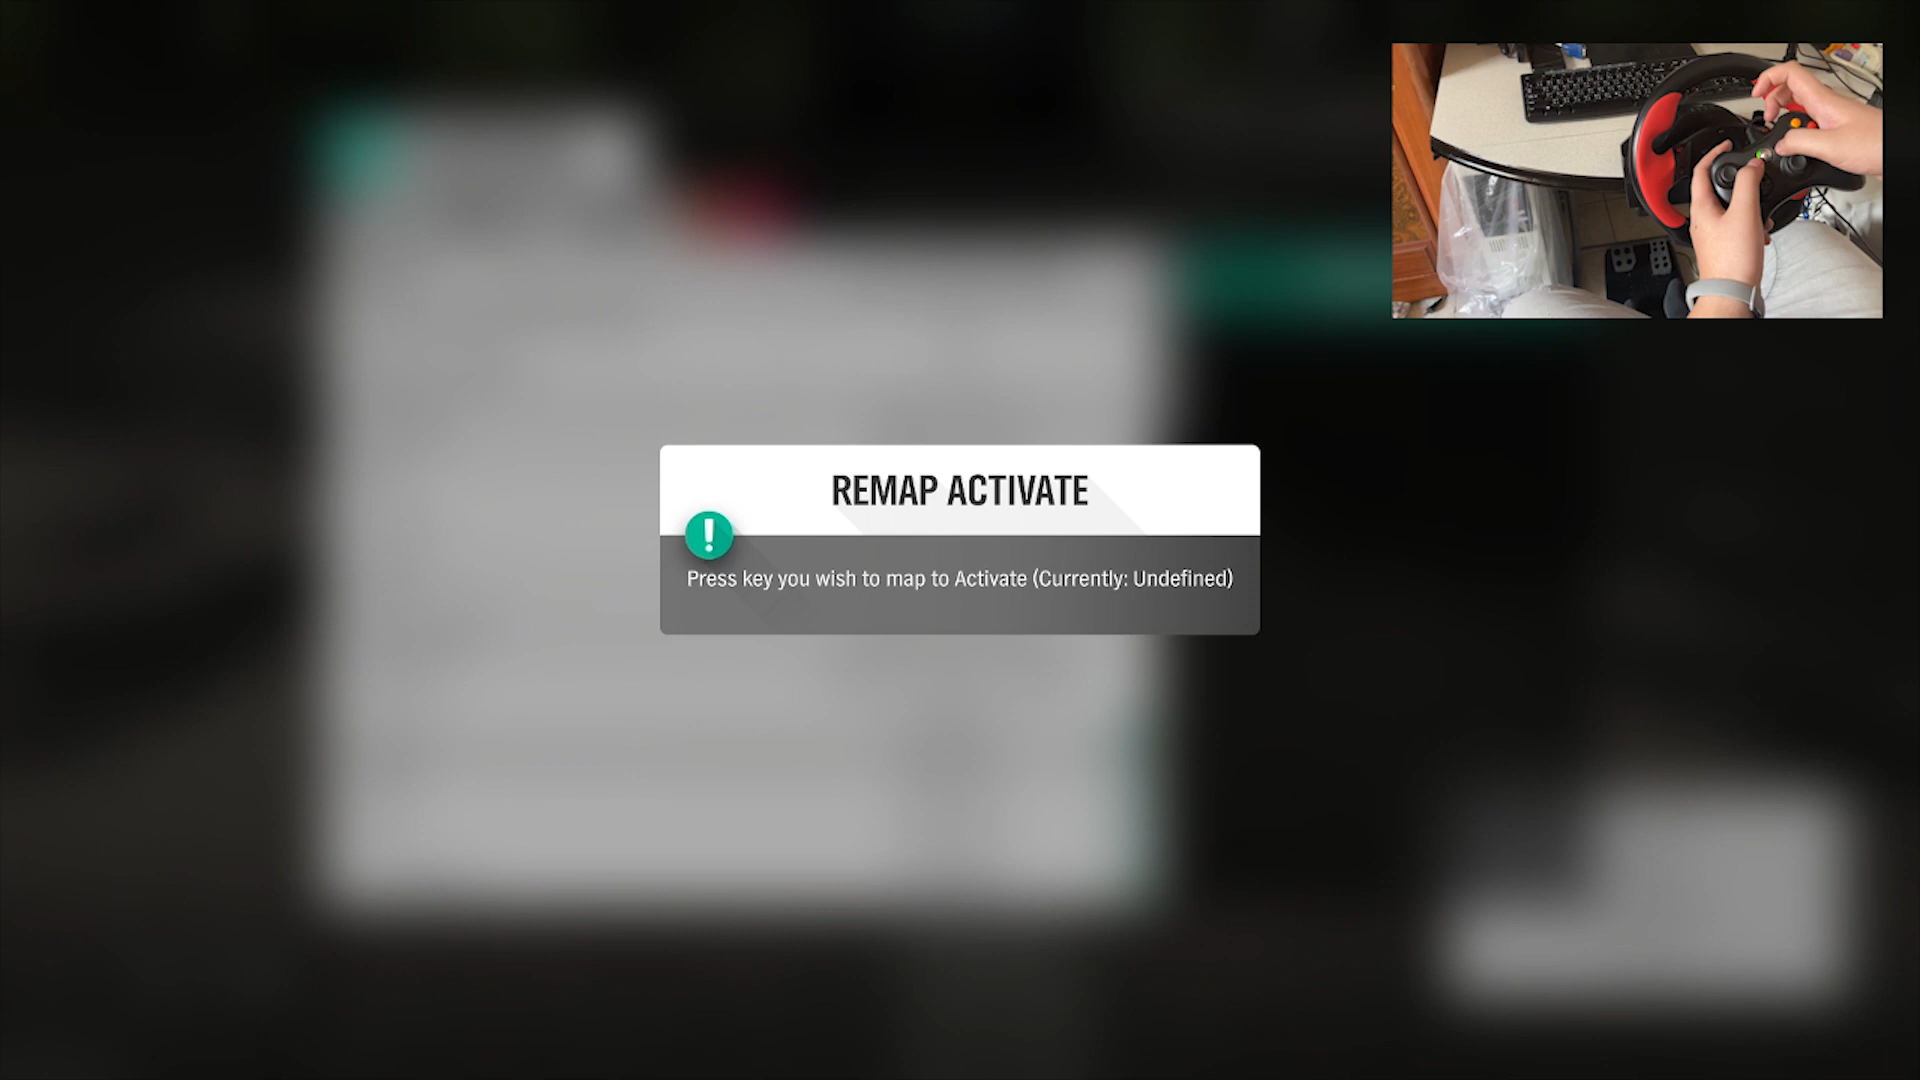 REMAP ACTIVATE
Press key you wish to map to Activate (Currently: Undefined)